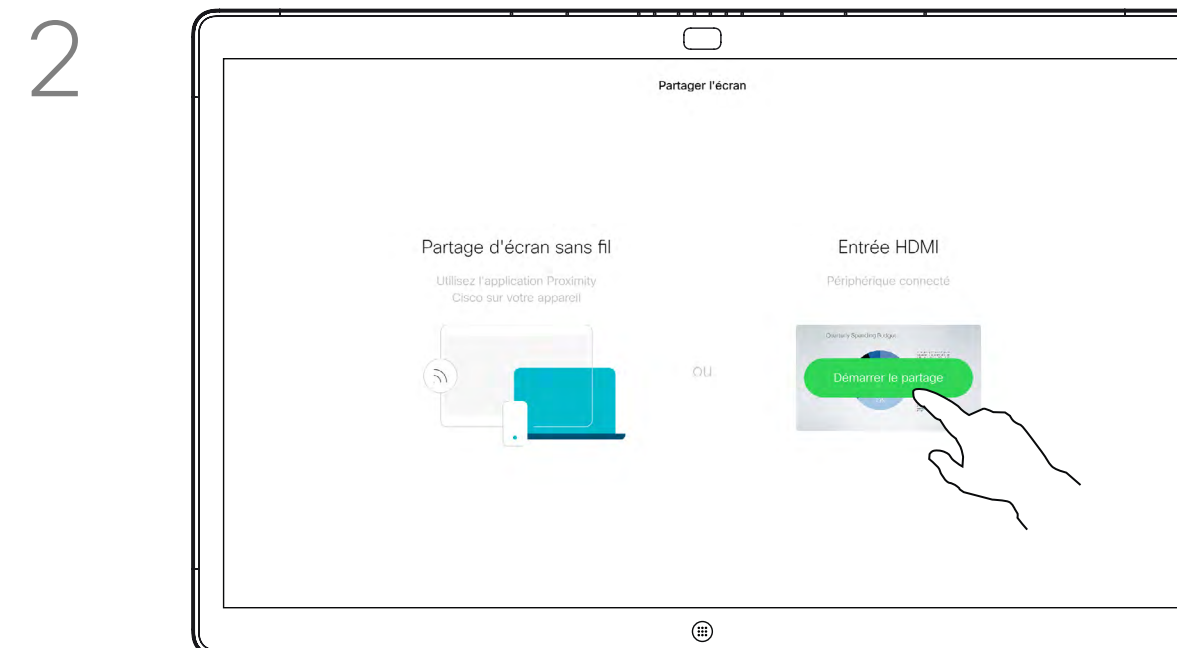 2
Partager l'écran
Partage d'écran sans fil
Utilisez l'application Proximity
Cisco sur votre appareil
ou
Entrée HDMI
Périphérique connecté
Démarrer le partage